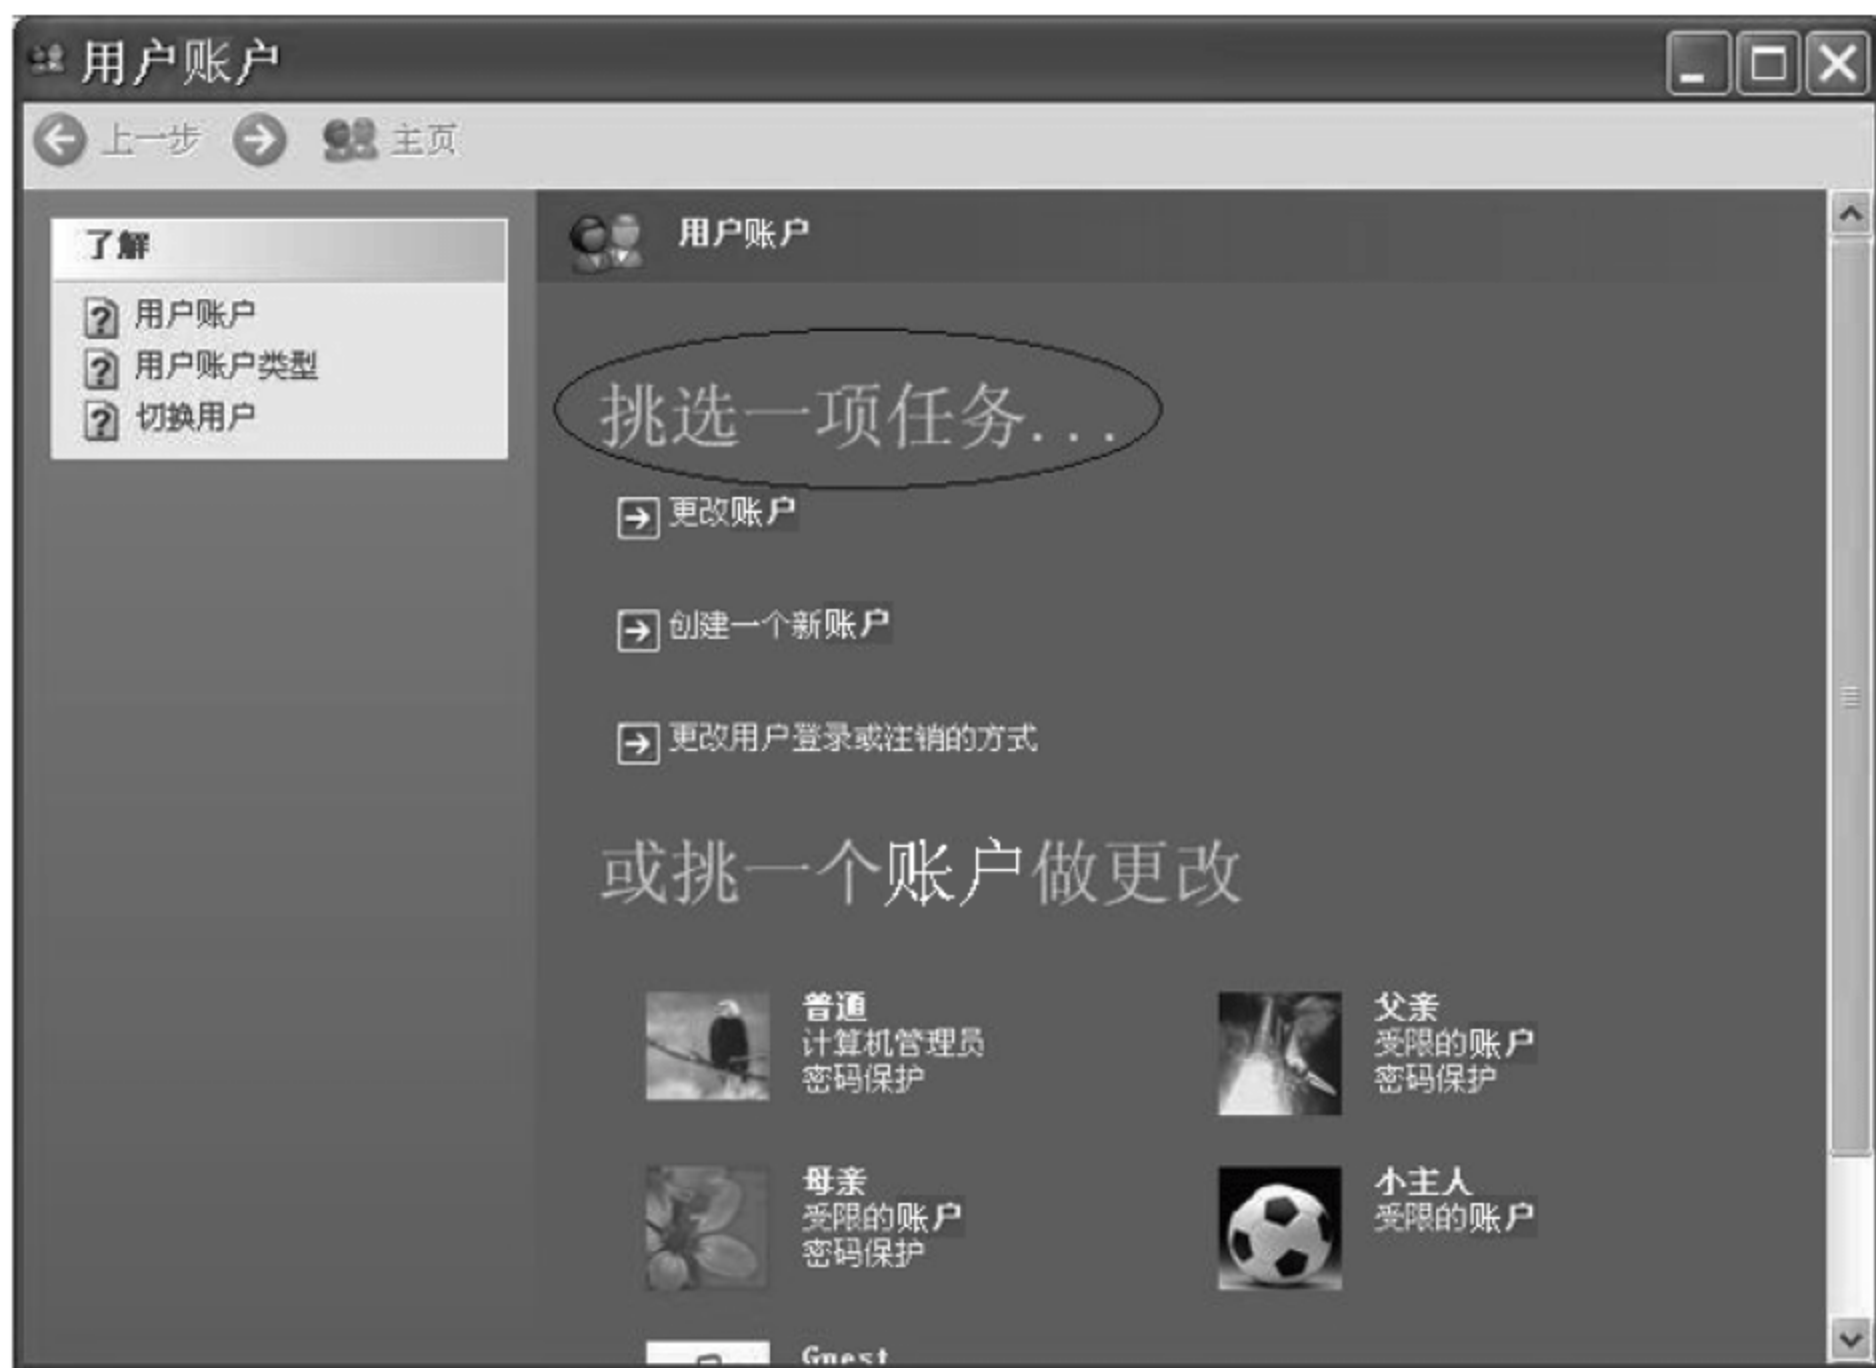 用户账户
上一步 主页
了解
用户账户
用户账户类型
切换用户
用户账户
挑选一项任务...
更改账户
创建一个新账户
更改用户登录或注销的方式
或挑一个账户做更改
普通
计算机管理员
密码保护
父亲
受限的账户
密码保护
母亲
受限的账户
密码保护
小主人
受限的账户
Guest